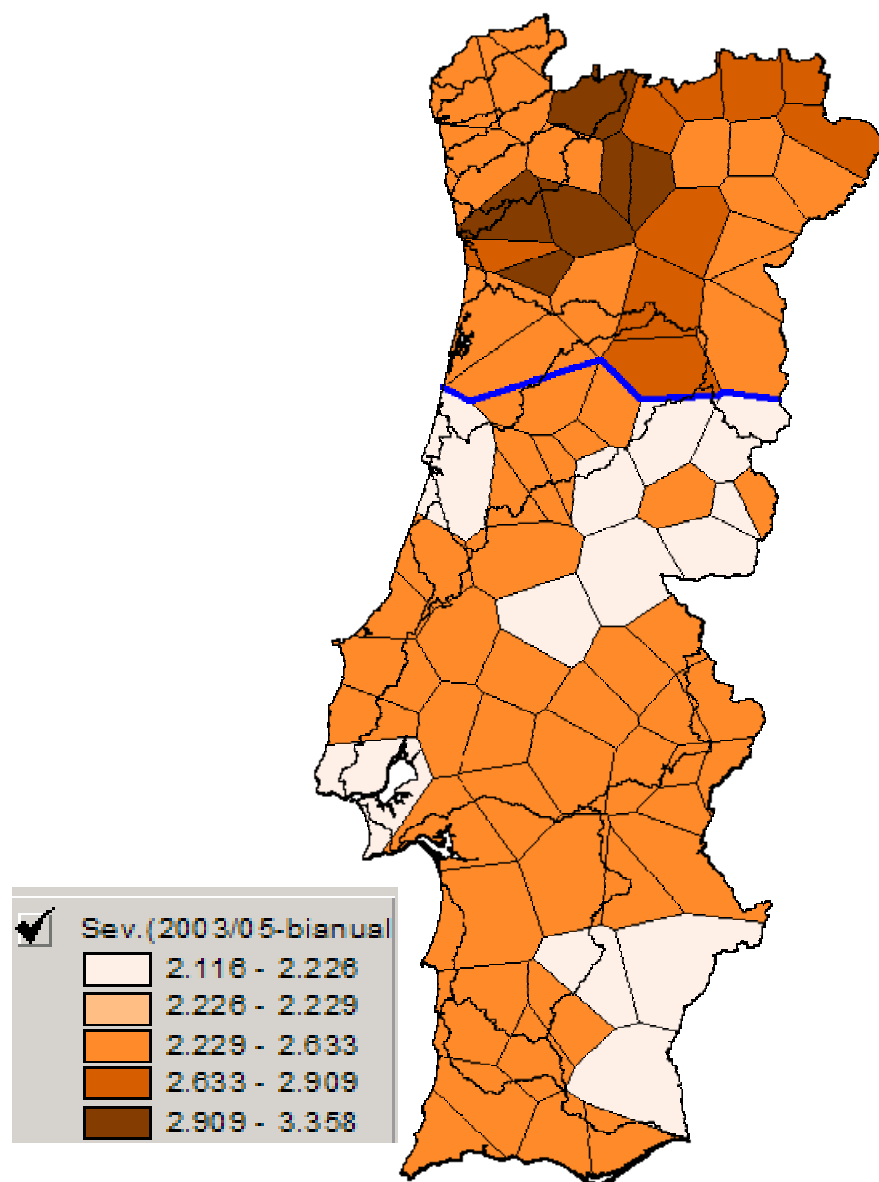 Sev.(2003/05-bianual
2.116 - 2.226
2.226 - 2.229
2.229 - 2.633
2.633 - 2.909
2.909 - 3.358